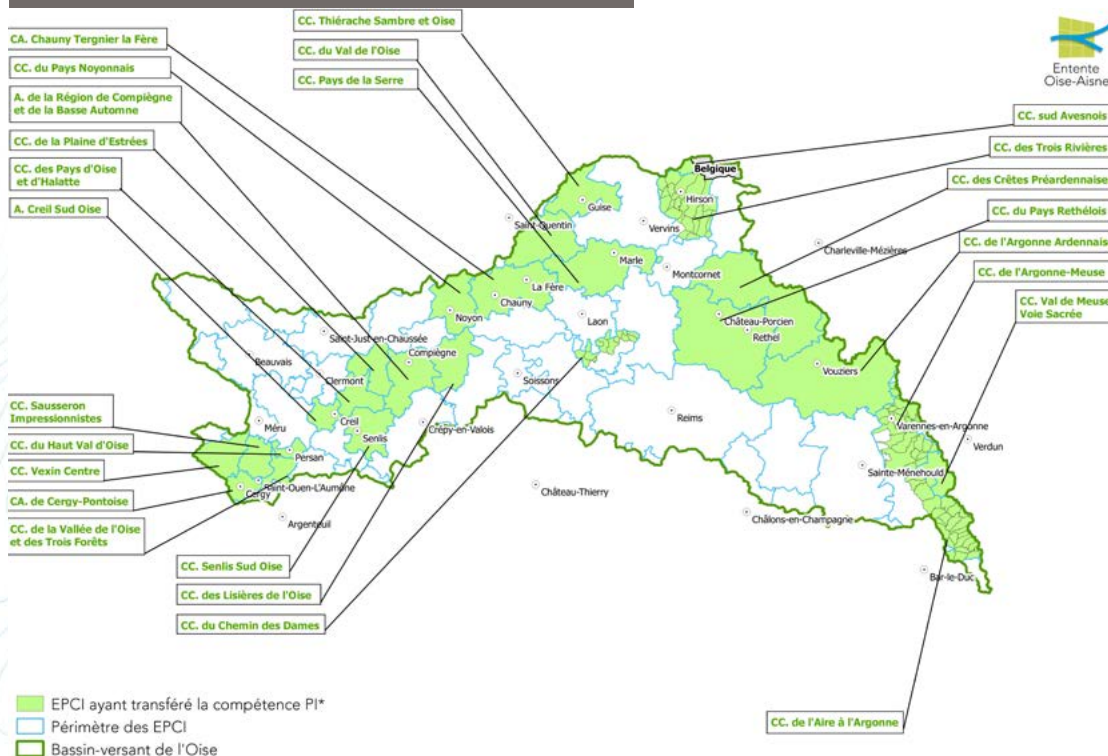 CC. Thiérache Sambre et Oise
CC. du Val de l'Oise
CC. Pays de la Serre
CA. Chauny Tergnier la Fère
CC. du Pays Noyonnais
A. de la Région de Compiègne
et de la Basse Automne
CC. de la Plaine d'Estrées
CC. des Pays d'Oise
et d'Halatte
A. Creil Sud Oise
Entente
Oise-Aisne
CC. sud Avesnois
CC. des Trois Rivières
CC. des Crêtes Préardennaise
CC. du Pays Rethélois
CC. de l'Argonne Ardennais
CC. de l'Argonne-Meuse
CC. Val de Meuse
Voie Sacrée
Belgique
Hirson
Guise
Saint-Quentin
Vervins
Charleville-Mézières
Marle
Montcornet
La Fère
Chauny
Noyon
Laon
Château-Porcien
Rethel
Saint-Just-en-Chaussée
Compiègne
Beauvais
Clermont
Soissons
Vouziers
Reims
Creil
Senlis
Crépy-en-Valois
Méru
Persan
Varennes-en-Argonne
Verdun
Sainte-Ménehould
Saint-Ouen-L'Aumône
Cergy
Château-Thierry
Argenteuil
Châlons-en-Champagne
Bar-le-Duc
CC. Sausseron
Impressionnistes
CC. du Haut Val d'Oise
CC. Vexin Centre
CA. de Cergy-Pontoise
CC. de la Vallée de l'Oise
et des Trois Forêts
CC. Senlis Sud Oise
CC. des Lisières de l'Oise
CC. du Chemin des Dames
CC. de l'Aire à l'Argonne
EPCI ayant transféré la compétence PI*
Périmètre des EPCI
Bassin-versant de l'Oise